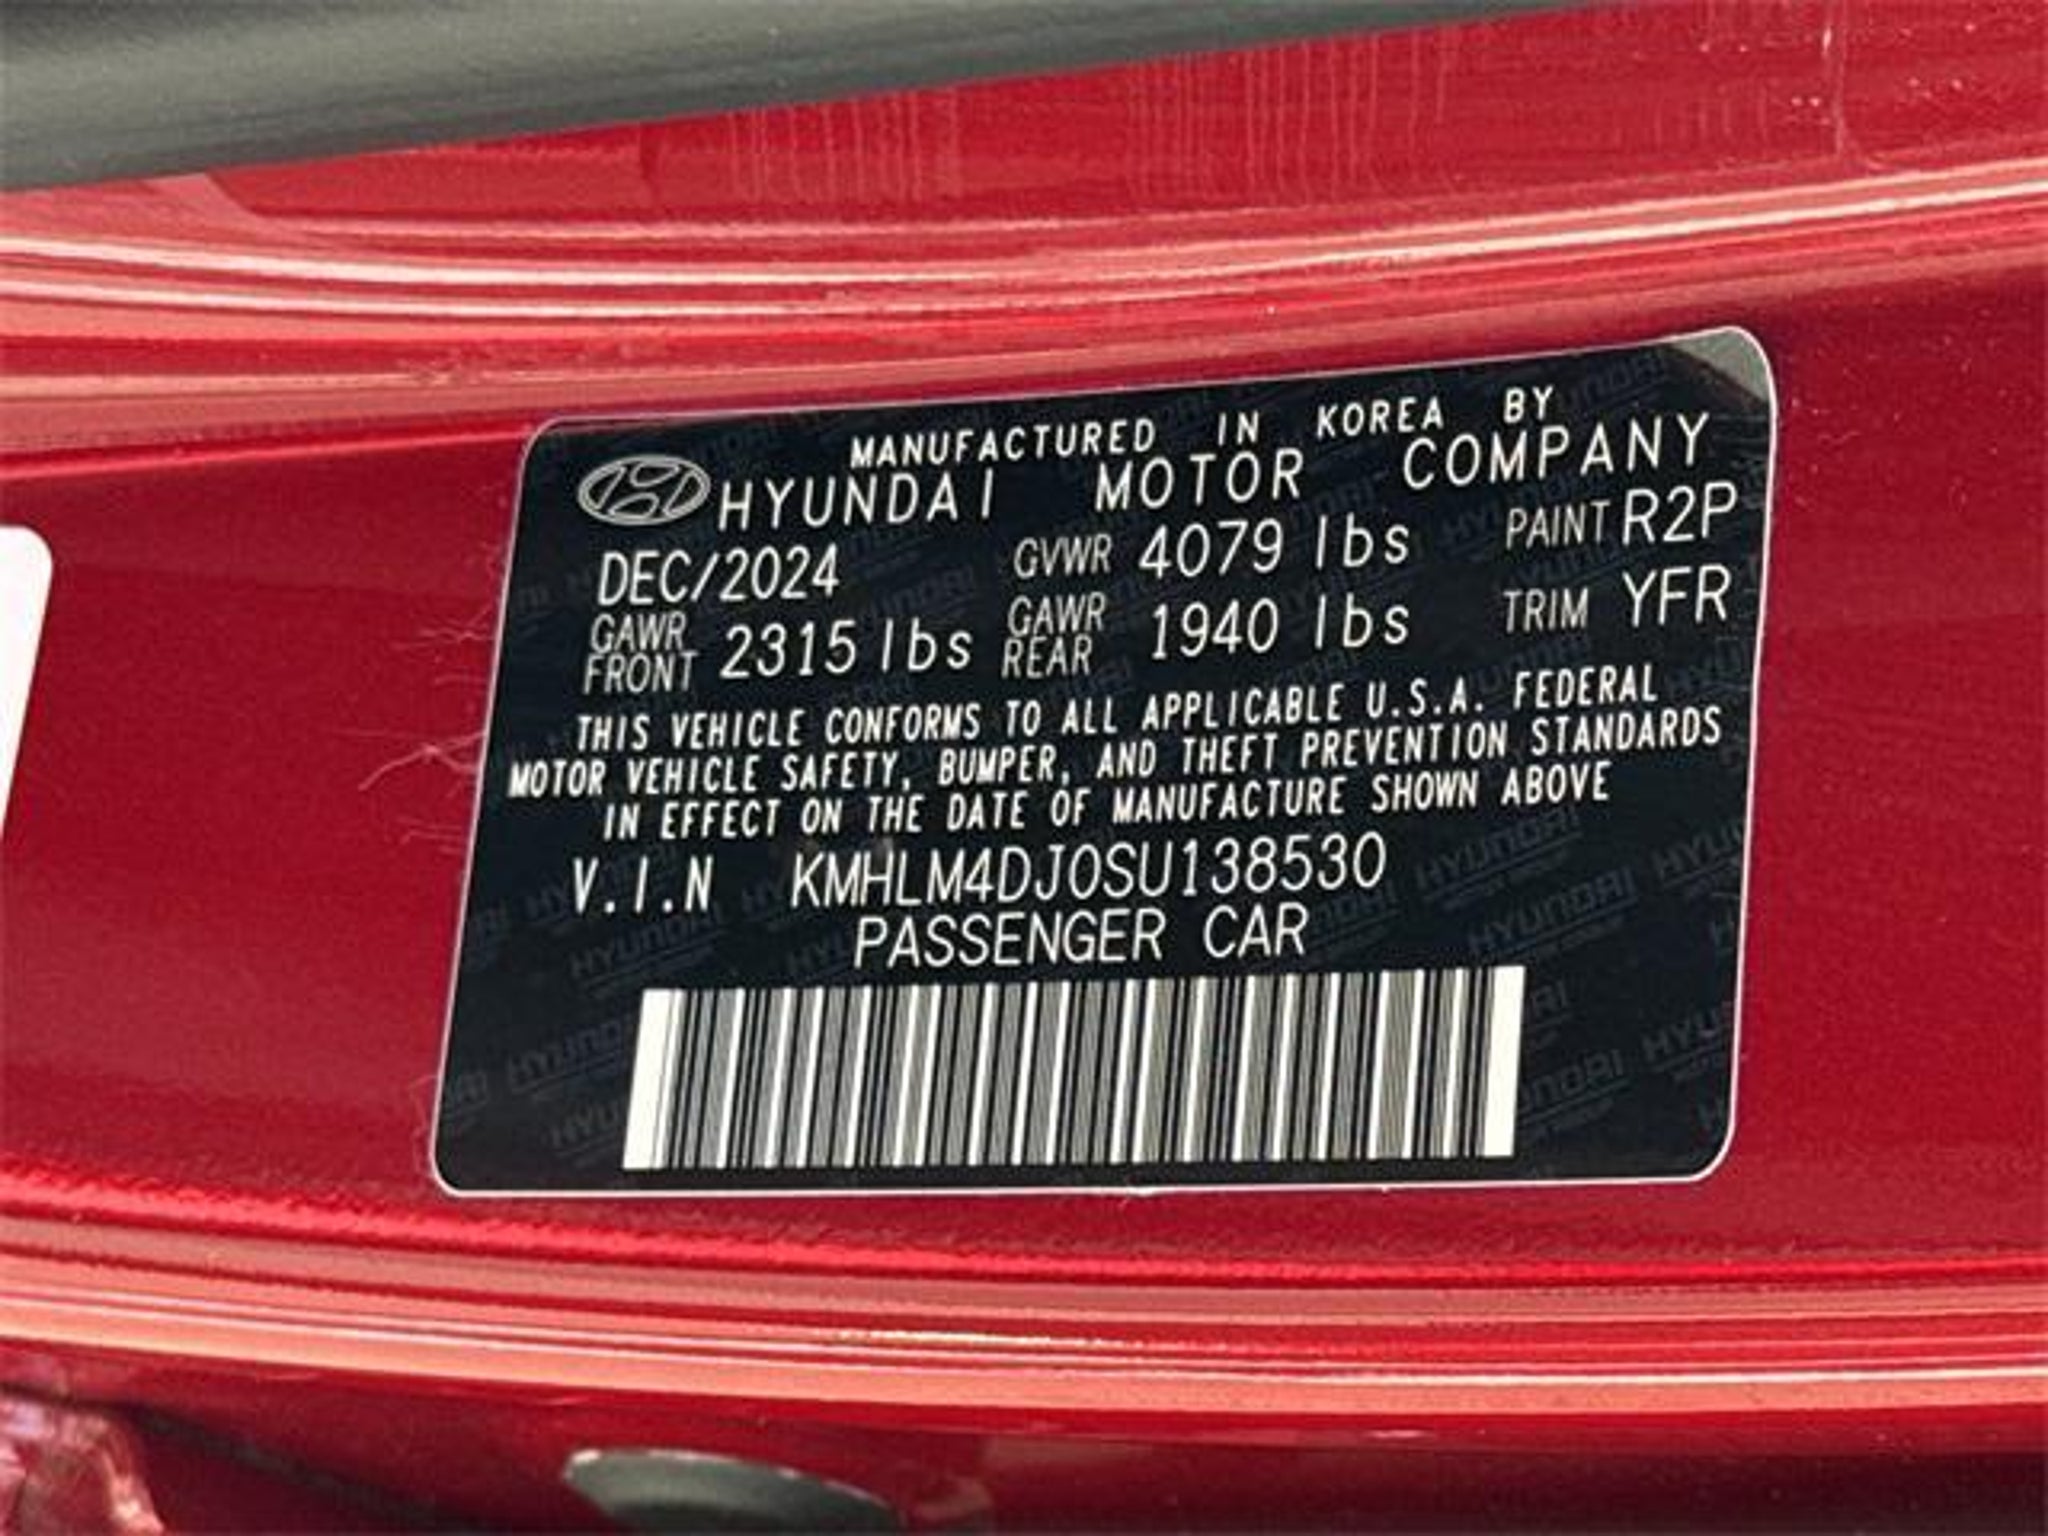 MANUFACTURED IN KOREA BY
HYUNDAI MOTOR COMPANY
DEC/2024 GVWR 4079 lbs PAINT R2P
GAWR FRONT 2315 lbs GAWR REAR 1940 lbs TRIM YFR
THIS VEHICLE CONFORMS TO ALL APPLICABLE U.S.A. FEDERAL
MOTOR VEHICLE SAFETY, BUMPER, AND THEFT PREVENTION STANDARDS
IN EFFECT ON THE DATE OF MANUFACTURE SHOWN ABOVE
V.I.N KMHLM4DJ0SU138530
PASSENGER CAR